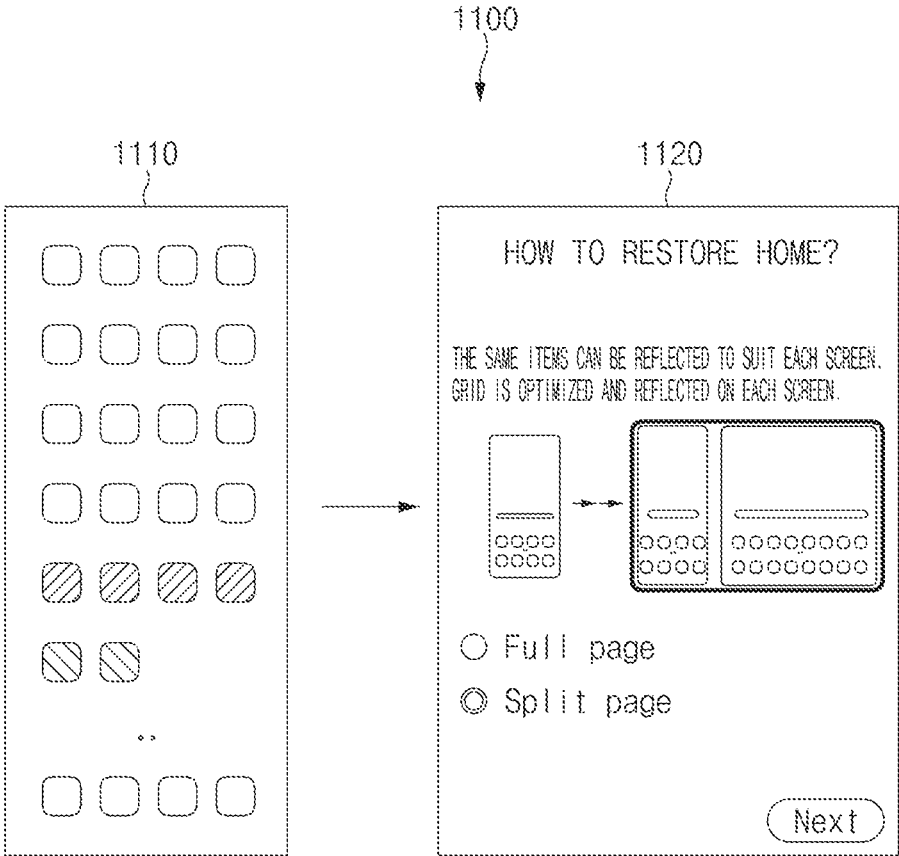 1100
1110
1120
HOW TO RESTORE HOME?
THE SAME ITEMS CAN BE REFLECTED TO SUIT EACH SCREEN.
GRID IS OPTIMIZED AND REFLECTED ON EACH SCREEN.
Full page
Split page
Next